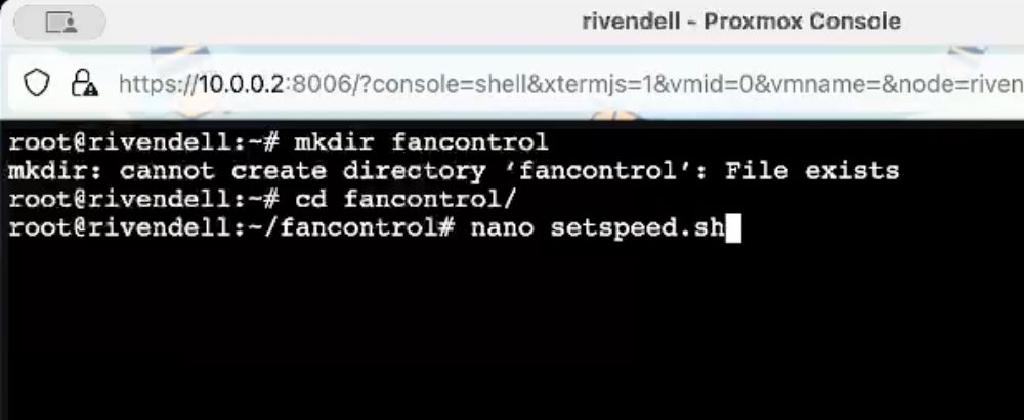 rivendell - Proxmox Console
https://10.0.0.2:8006/?console=shell&xtermjs=1&vmid=0&vmname=&node=riven
root@rivendell:~# mkdir fancontrol
mkdir: cannot create directory ‘fancontrol’: File exists
root@rivendell:~# cd fancontrol/
root@rivendell:~/fancontrol# nano setspeed.sh